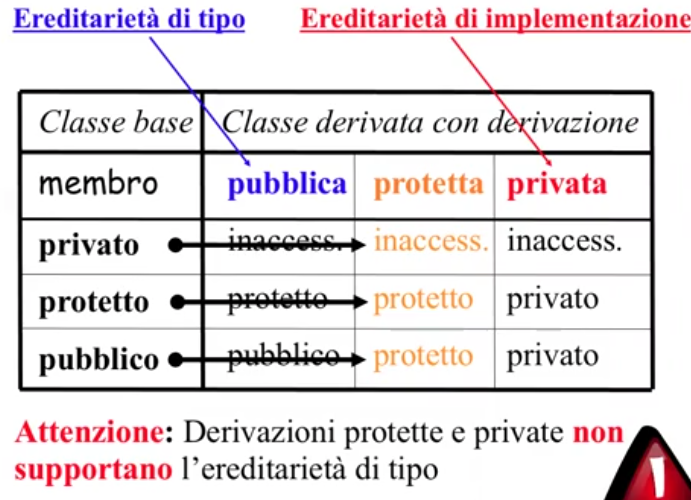 Ereditarietà di tipo Ereditarietà di implementazione
Classe base Classe derivata con derivazione
membro pubblica protetta privata
privato inaccess. inaccess. inaccess.
protetto protetto protetto privato
pubblico pubblico protetto privato
Attenzione: Derivazioni protette e private non
supportano l'ereditarietà di tipo